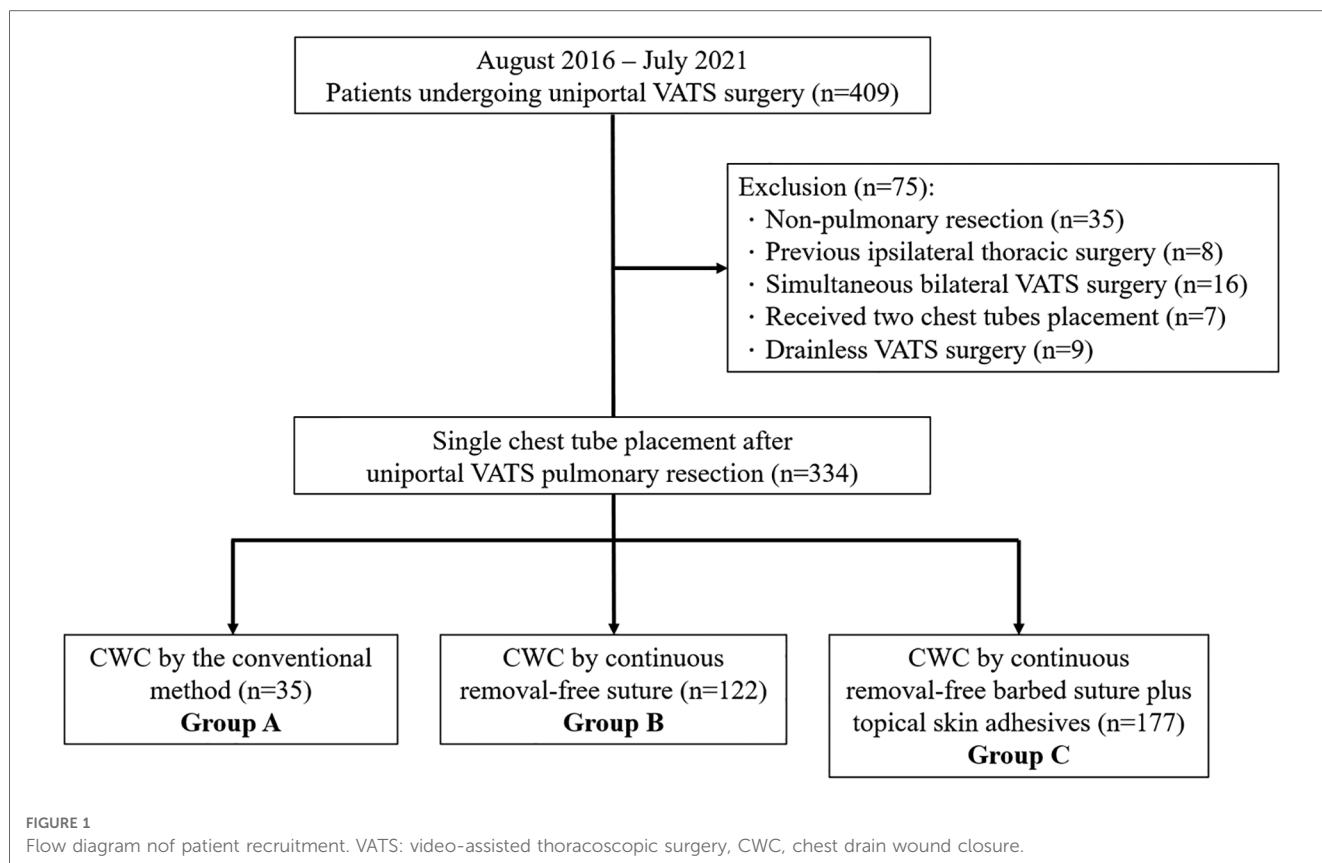 August 2016 – July 2021
Patients undergoing uniportal VATS surgery (n=409)
Exclusion (n=75):
· Non-pulmonary resection (n=35)
· Previous ipsilateral thoracic surgery (n=8)
· Simultaneous bilateral VATS surgery (n=16)
· Received two chest tubes placement (n=7)
· Drainless VATS surgery (n=9)
Single chest tube placement after
uniportal VATS pulmonary resection (n=334)
CWC by the conventional
method (n=35)
Group A
CWC by continuous
removal-free suture (n=122)
Group B
CWC by continuous
removal-free barbed suture plus
topical skin adhesives (n=177)
Group C
FIGURE 1
Flow diagram nof patient recruitment. VATS: video-assisted thoracoscopic surgery, CWC, chest drain wound closure.